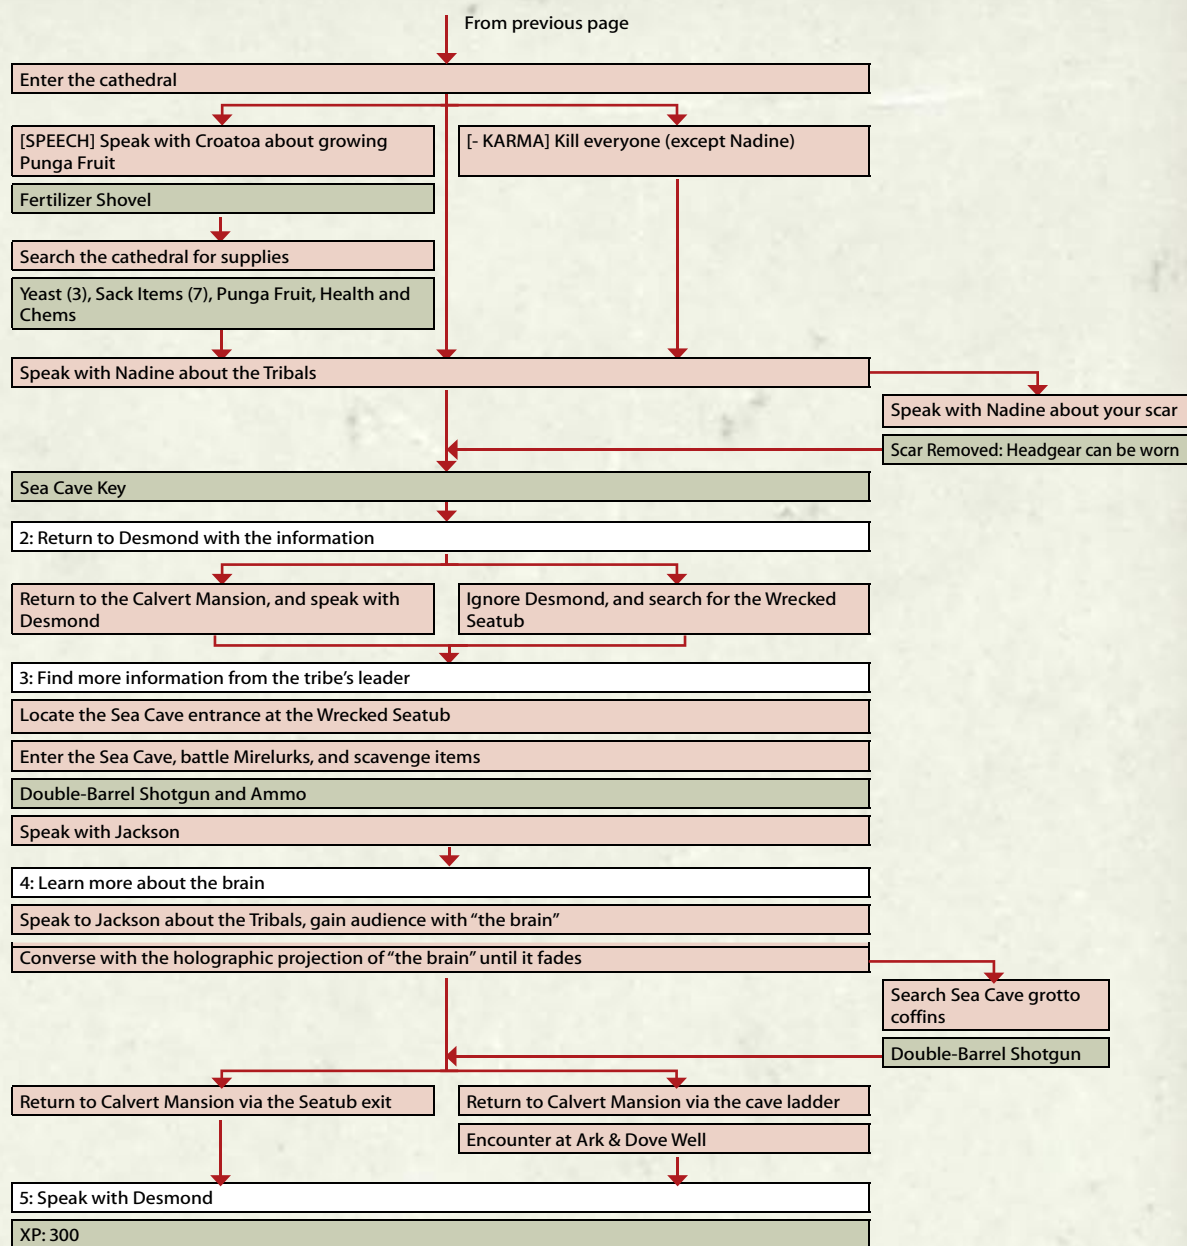 From previous page
Enter the cathedral
[SPEECH] Speak with Croatoa about growing
Punga Fruit
[- KARMA] Kill everyone (except Nadine)
Fertilizer Shovel
Search the cathedral for supplies
Yeast (3), Sack Items (7), Punga Fruit, Health and
Chems
Speak with Nadine about the Tribals
Speak with Nadine about your scar
Scar Removed: Headgear can be worn
Sea Cave Key
2: Return to Desmond with the information
Return to the Calvert Mansion, and speak with
Desmond
Ignore Desmond, and search for the Wrecked
Seatub
3: Find more information from the tribe’s leader
Locate the Sea Cave entrance at the Wrecked Seatub
Enter the Sea Cave, battle Mirelurks, and scavenge items
Double-Barrel Shotgun and Ammo
Speak with Jackson
4: Learn more about the brain
Speak to Jackson about the Tribals, gain audience with “the brain”
Converse with the holographic projection of “the brain” until it fades
Search Sea Cave grotto
coffins
Double-Barrel Shotgun
Return to Calvert Mansion via the Seatub exit
Return to Calvert Mansion via the cave ladder
Encounter at Ark & Dove Well
5: Speak with Desmond
XP: 300